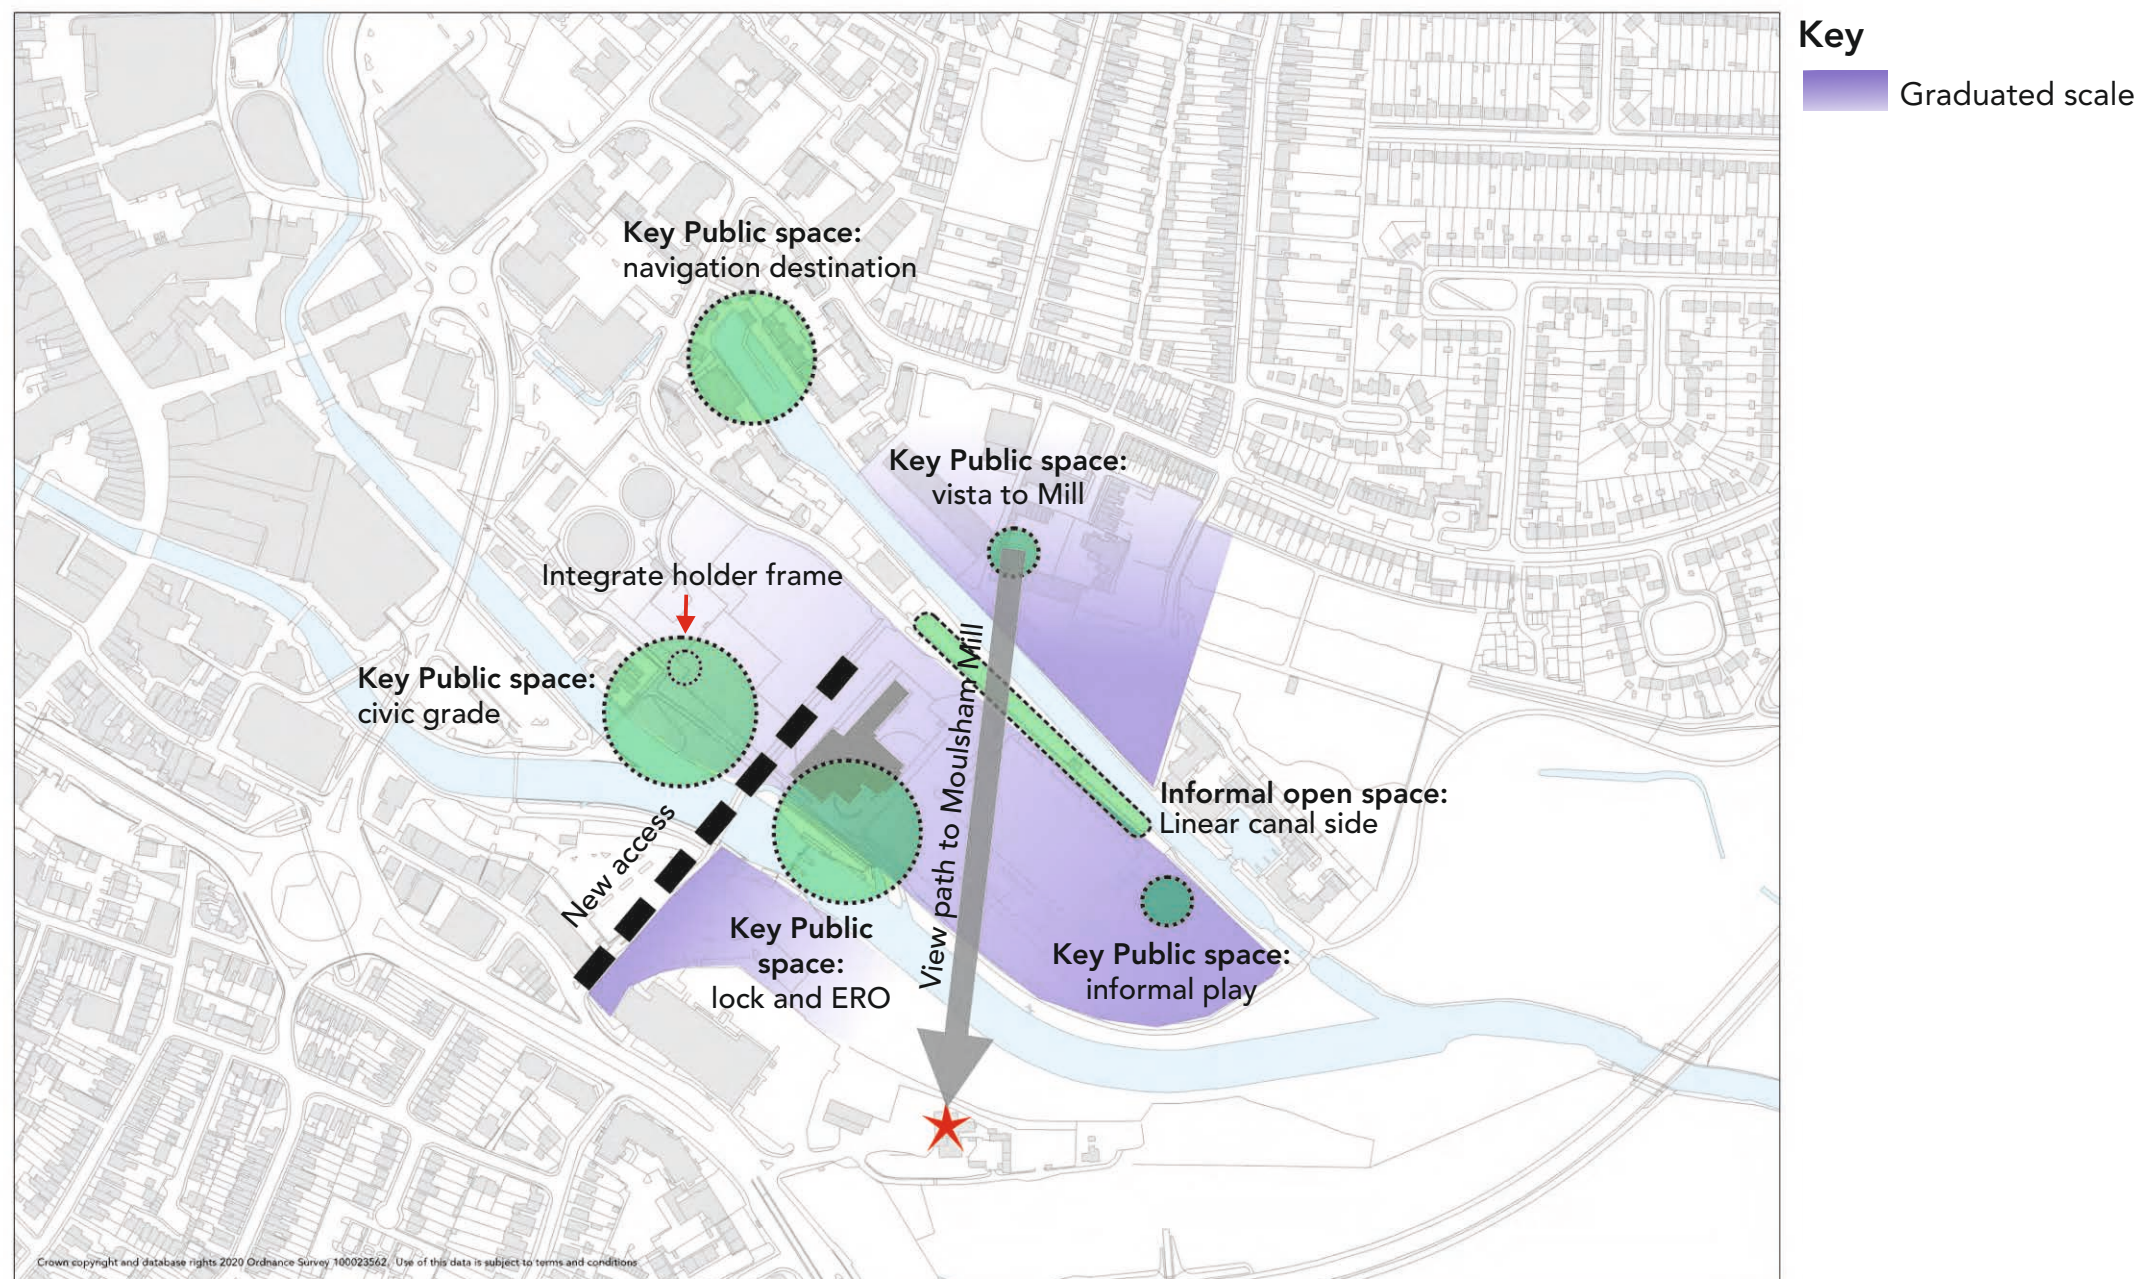 Key
Graduated scale
Key Public space:
navigation destination
Key Public space:
vista to Mill
Integrate holder frame
Key Public space:
civic grade
View path to Moulsham Mill
Informal open space:
Linear canal side
New access
Key Public
space:
lock and ERO
Key Public space:
informal play
Crown copyright and database rights 2020 Ordnance Survey 100023562. Use of this data is subject to terms and conditions